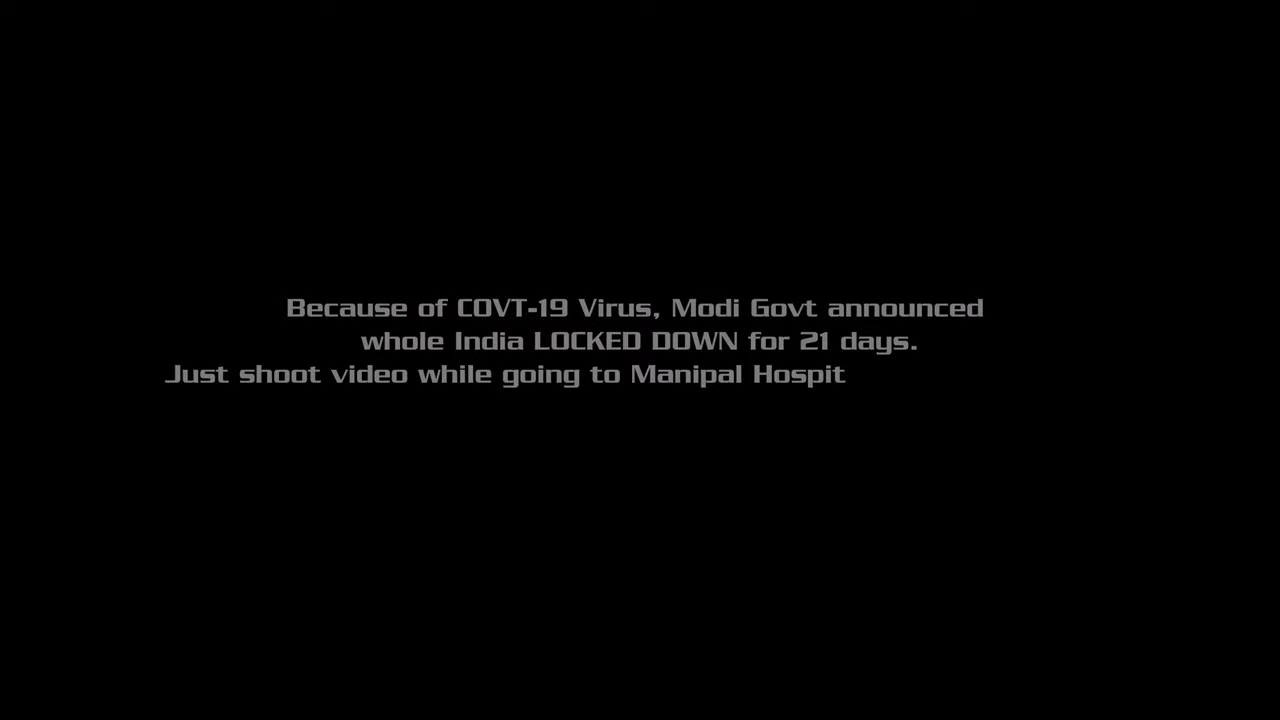 Because of COVT-19 Virus, Modi Govt announced
whole India LOCKED DOWN for 21 days.
Just shoot video while going to Manipal Hospit